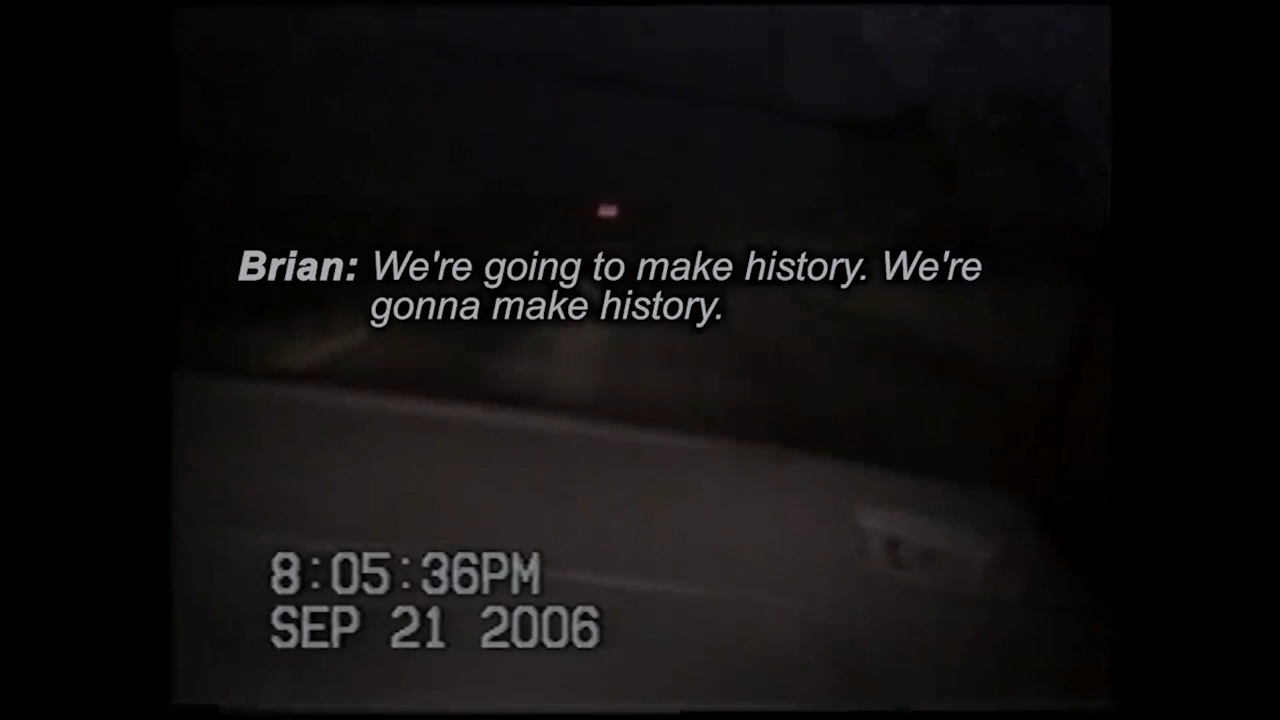 Brian: We're going to make history. We're
gonna make history.
8:05:36PM
SEP 21 2006